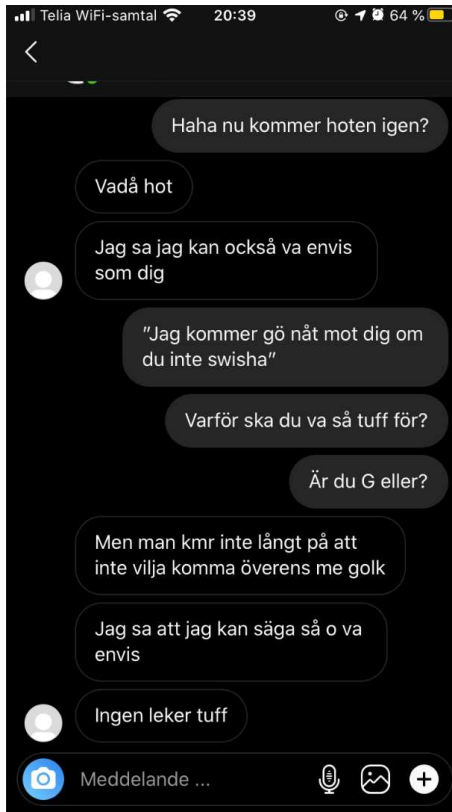 Telia WiFi-samtal 20:39 64 %
Haha nu kommer hoten igen?
Vadå hot
Jag sa jag kan också va envis
som dig
"Jag kommer gö nåt mot dig om
du inte swisha"
Varför ska du va så tuff för?
Är du G eller?
Men man kmr inte långt på att
inte vilja komma överens me golk
Jag sa att jag kan säga så o va
envis
Ingen leker tuff
Meddelande ...